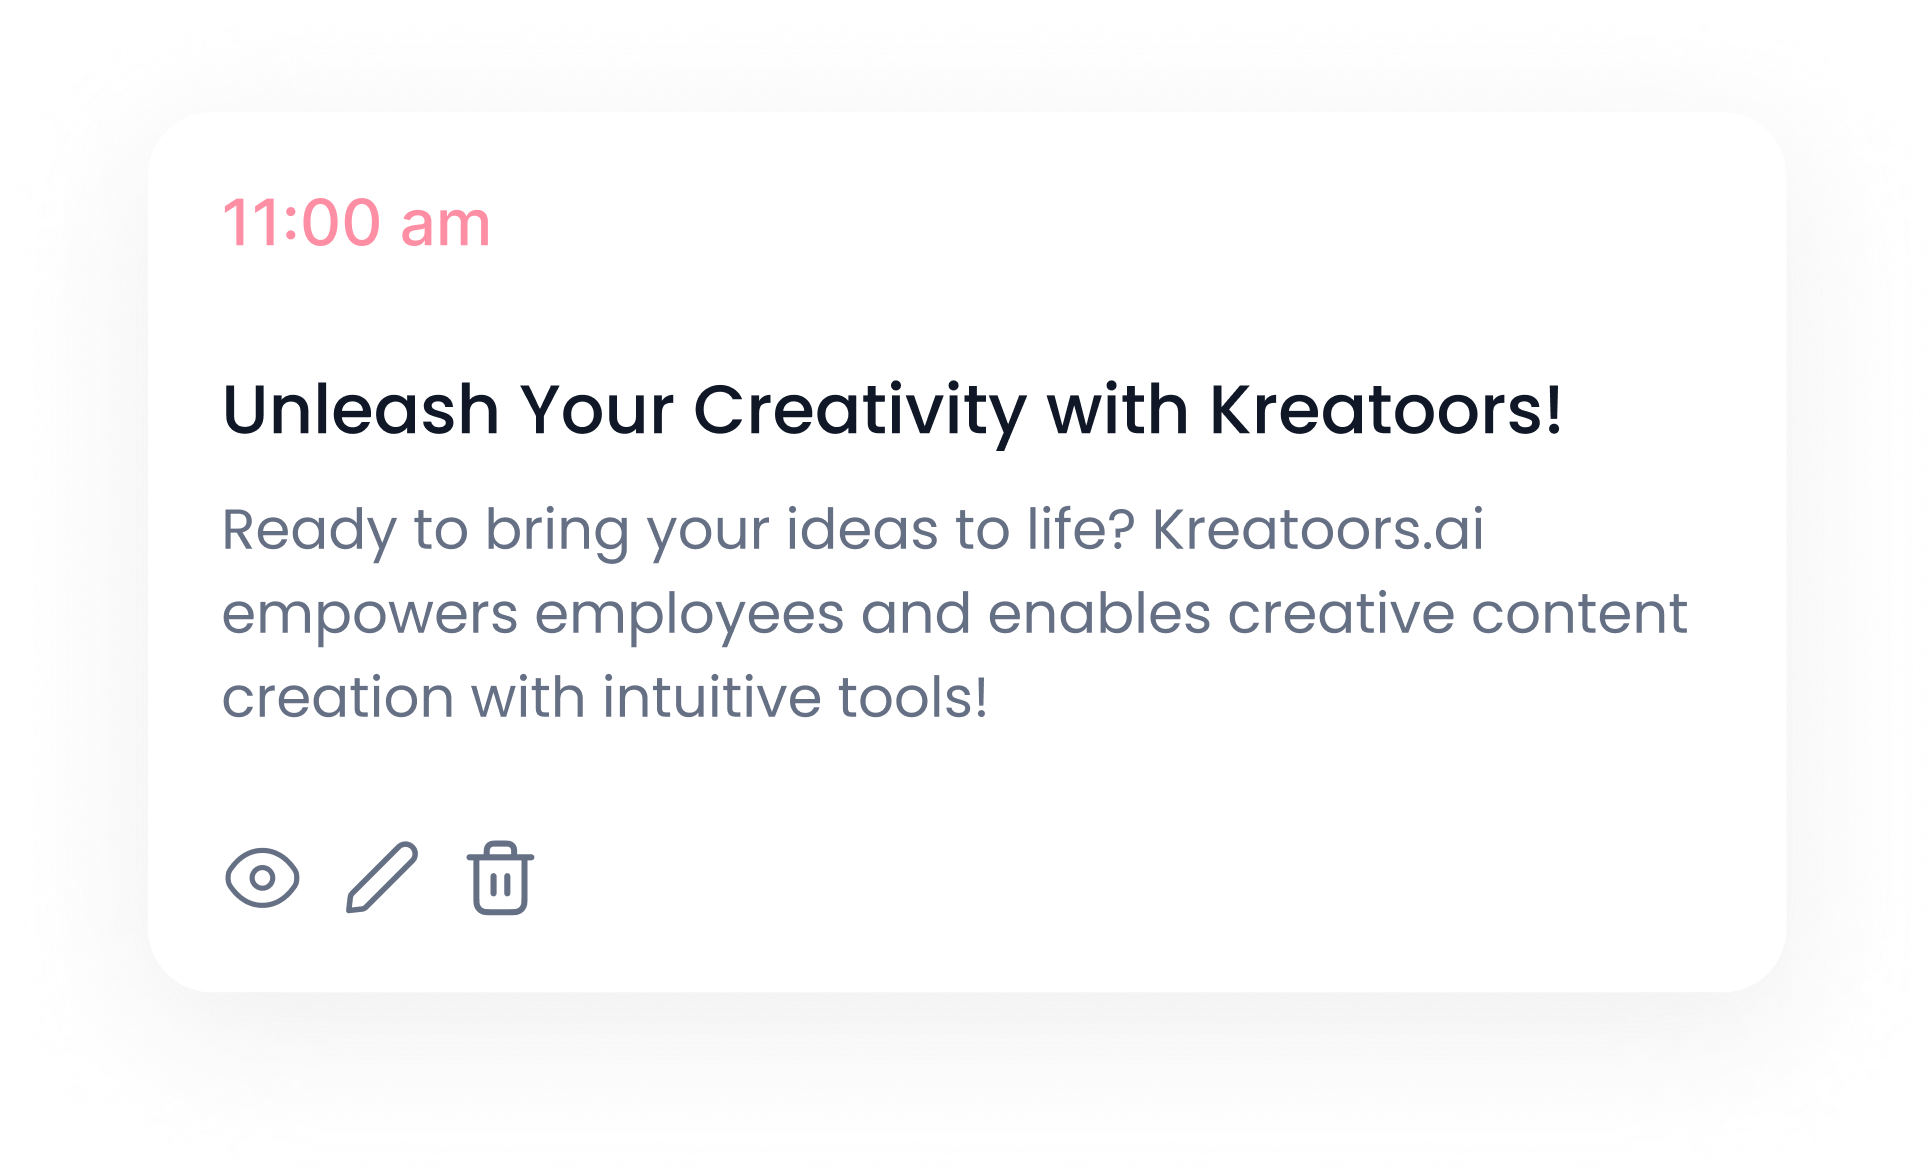 11:00 am
Unleash Your Creativity with Kreatoors!
Ready to bring your ideas to life? Kreatoors.ai
empowers employees and enables creative content
creation with intuitive tools!